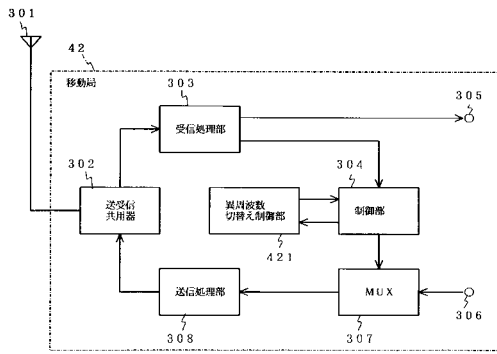 301
42
移動局
303
受信処理部
305
302
送受信
共用器
304
制御部
異周波数
切替え制御部
421
送信処理部
308
MUX
307
306